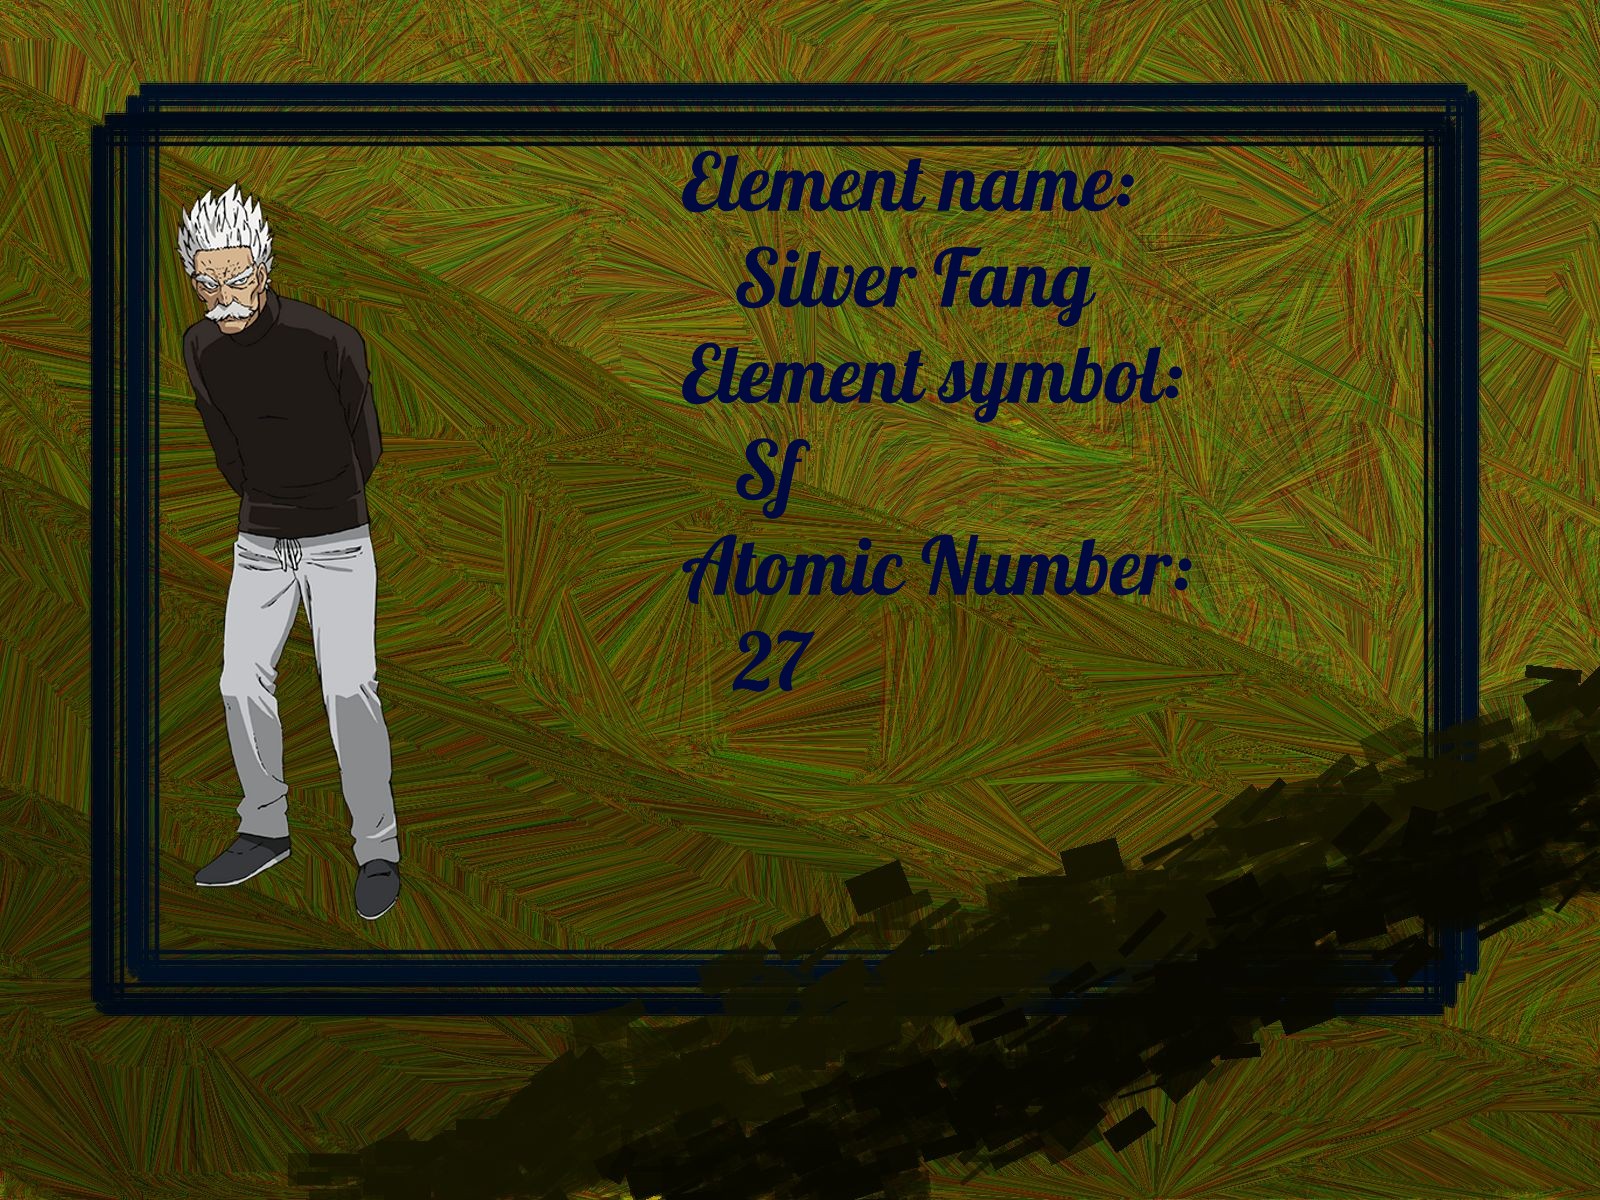 Element name:
Silver Fang
Element symbol:
Sf
Atomic Number:
27